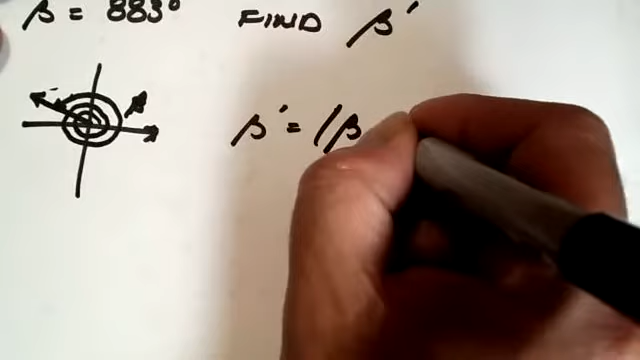 β = 883° FIND β'
β
β' = |β